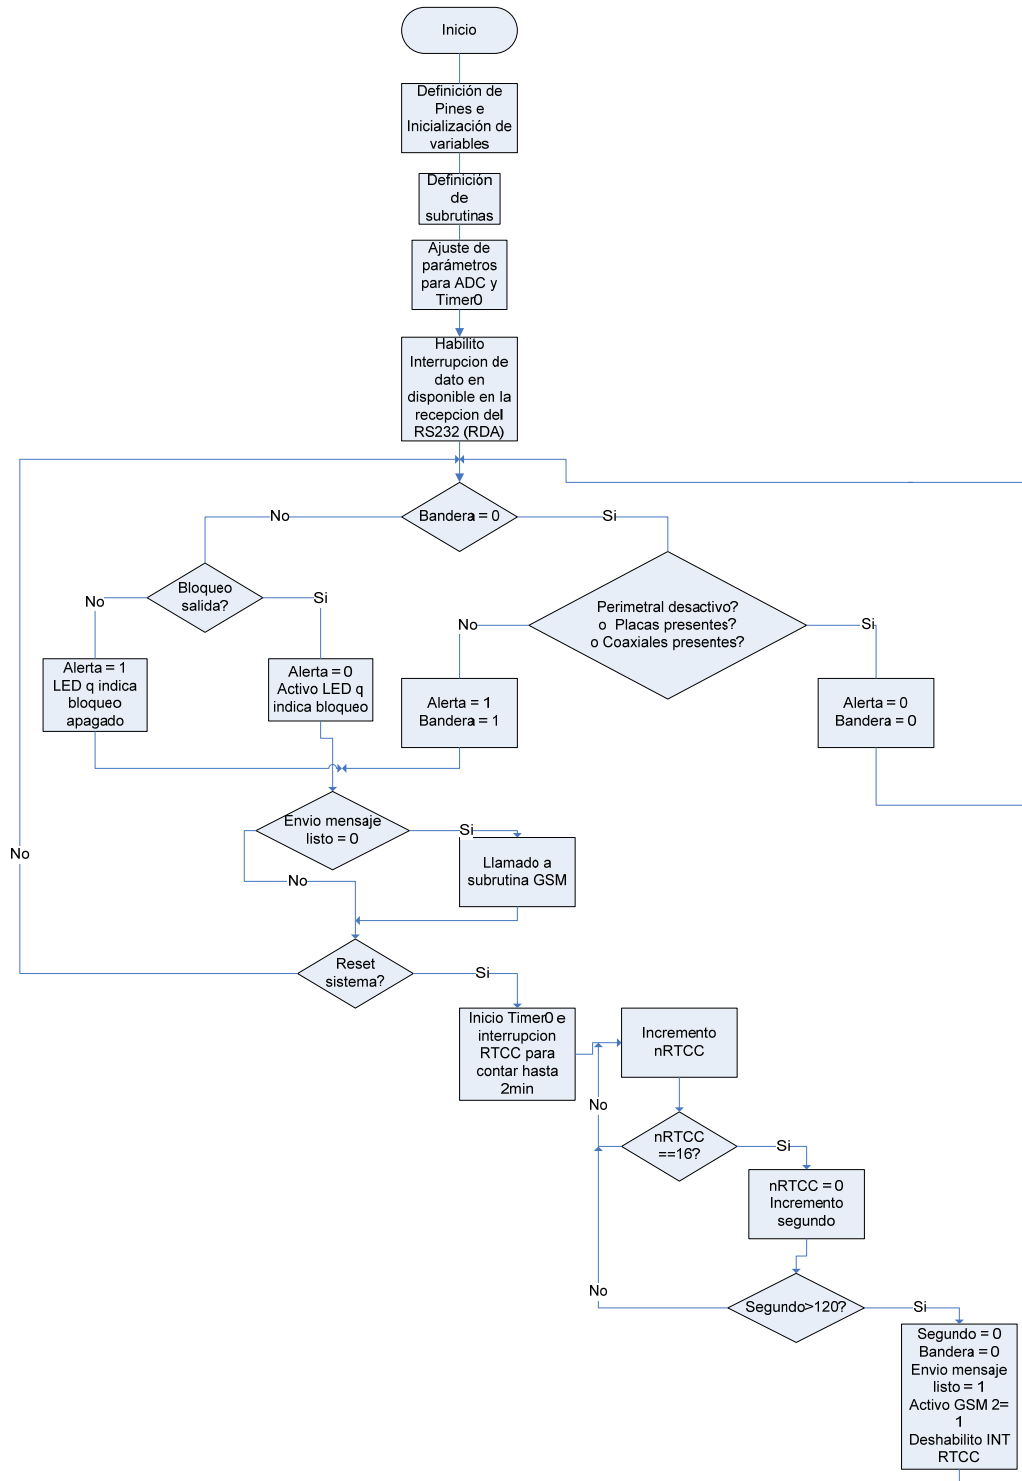 Inicio
Definición de
Pines e
Inicialización de
variables
Definición
de
subrutinas
Ajuste de
parámetros
para ADC y
Timer0
Habilito
Interrupcion de
dato en
disponible en la
recepcion del
RS232 (RDA)
Bandera = 0
No
Si
Bloqueo
salida?
No
Si
Perimetral desactivo?
o Placas presentes?
o Coaxiales presentes?
No
Si
Alerta = 1
LED q indica
bloqueo
apagado
Alerta = 0
Activo LED q
indica bloqueo
Alerta = 1
Bandera = 1
Alerta = 0
Bandera = 0
Envio mensaje
listo = 0
Si
No
Llamado a
subrutina GSM
No
Reset
sistema?
Si
Inicio Timer0 e
interrupcion
RTCC para
contar hasta
2min
Incremento
nRTCC
No
nRTCC
==16?
Si
nRTCC = 0
Incremento
segundo
No
Segundo>120?
Si
Segundo = 0
Bandera = 0
Envio mensaje
listo = 1
Activo GSM 2=
1
Deshabilito INT
RTCC